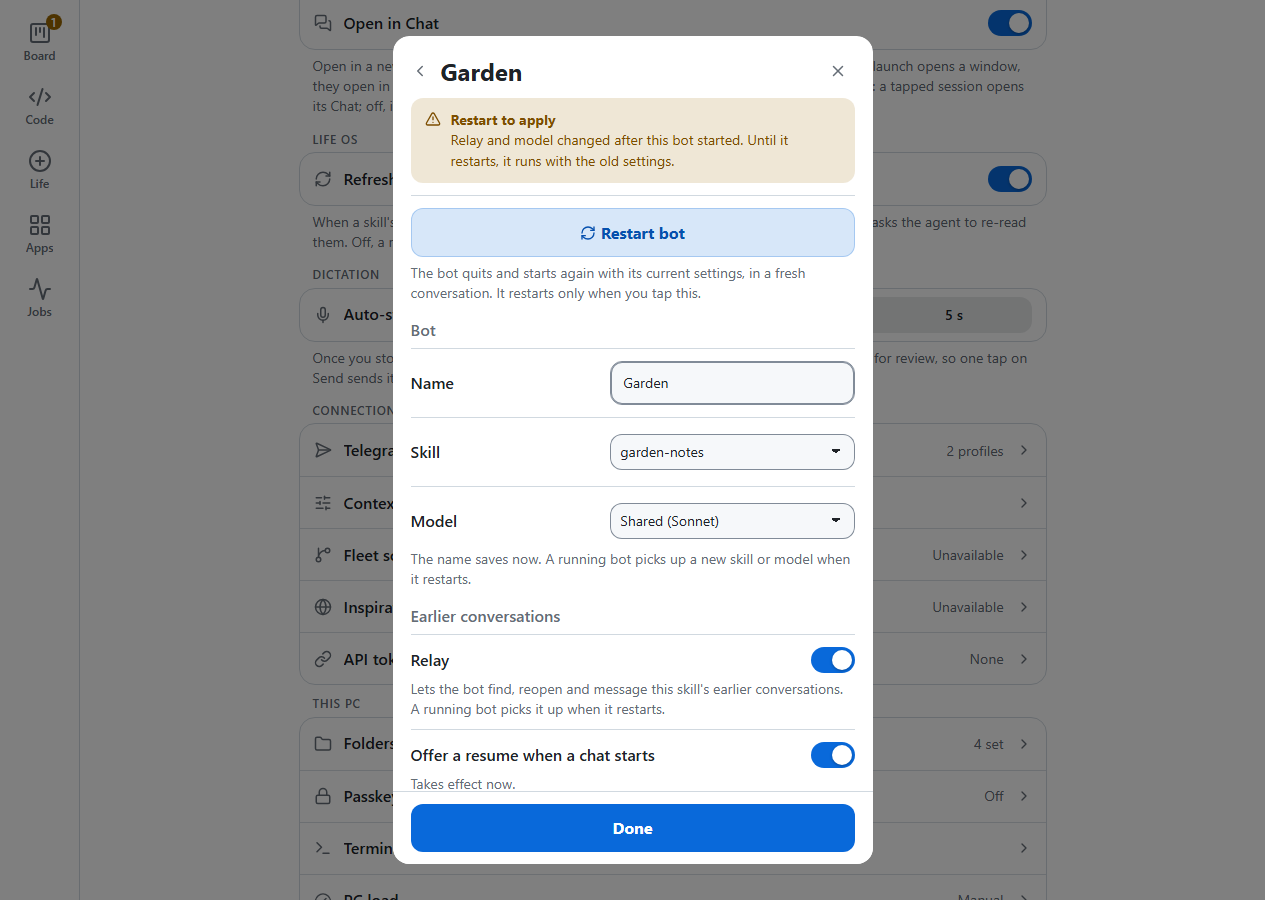 1
Board
Code
Life
Apps
Jobs
Open in Chat
Open in a ne
launch opens a window,
they open in
: a tapped session opens
its Chat; off, i
LIFE OS
Refresh
When a skill's
asks the agent to re-read
them. Off, a r
DICTATION
Auto-s
5 s
Once you sto
for review, so one tap on
Send sends it
CONNECTION
Telegra
2 profiles
Contex
Fleet sc
Unavailable
Inspira
Unavailable
API tok
None
THIS PC
Folders
4 set
Passkey
Off
Termin
PC load
Manual
Garden
Restart to apply
Relay and model changed after this bot started. Until it
restarts, it runs with the old settings.
Restart bot
The bot quits and starts again with its current settings, in a fresh
conversation. It restarts only when you tap this.
Bot
Name
Garden
Skill
garden-notes
Model
Shared (Sonnet)
The name saves now. A running bot picks up a new skill or model when
it restarts.
Earlier conversations
Relay
Lets the bot find, reopen and message this skill's earlier conversations.
A running bot picks it up when it restarts.
Offer a resume when a chat starts
Takes effect now.
Done